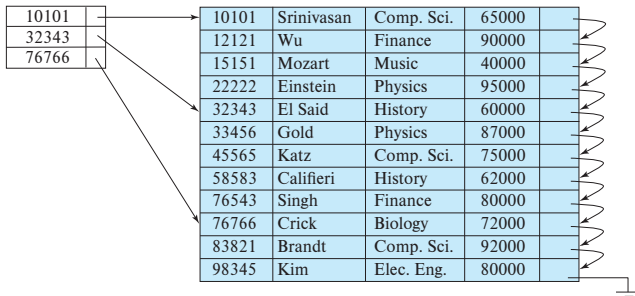 10101
32343
76766
10101 Srinivasan Comp. Sci. 65000
12121 Wu Finance 90000
15151 Mozart Music 40000
22222 Einstein Physics 95000
32343 El Said History 60000
33456 Gold Physics 87000
45565 Katz Comp. Sci. 75000
58583 Califieri History 62000
76543 Singh Finance 80000
76766 Crick Biology 72000
83821 Brandt Comp. Sci. 92000
98345 Kim Elec. Eng. 80000